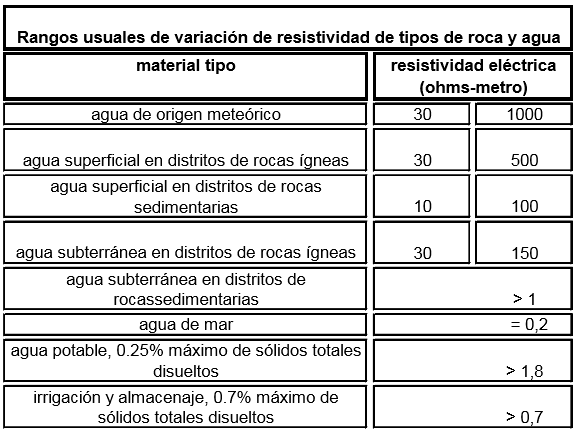 Rangos usuales de variación de resistividad de tipos de roca y agua
material tipo
resistividad eléctrica
(ohms-metro)
agua de origen meteórico 30 1000
agua superficial en distritos de rocas ígneas 30 500
agua superficial en distritos de rocas
sedimentarias 10 100
agua subterránea en distritos de rocas ígneas 30 150
agua subterránea en distritos de
rocassedimentarias > 1
agua de mar = 0,2
agua potable, 0.25% máximo de sólidos totales
disueltos > 1,8
irrigación y almacenaje, 0.7% máximo de
sólidos totales disueltos > 0,7